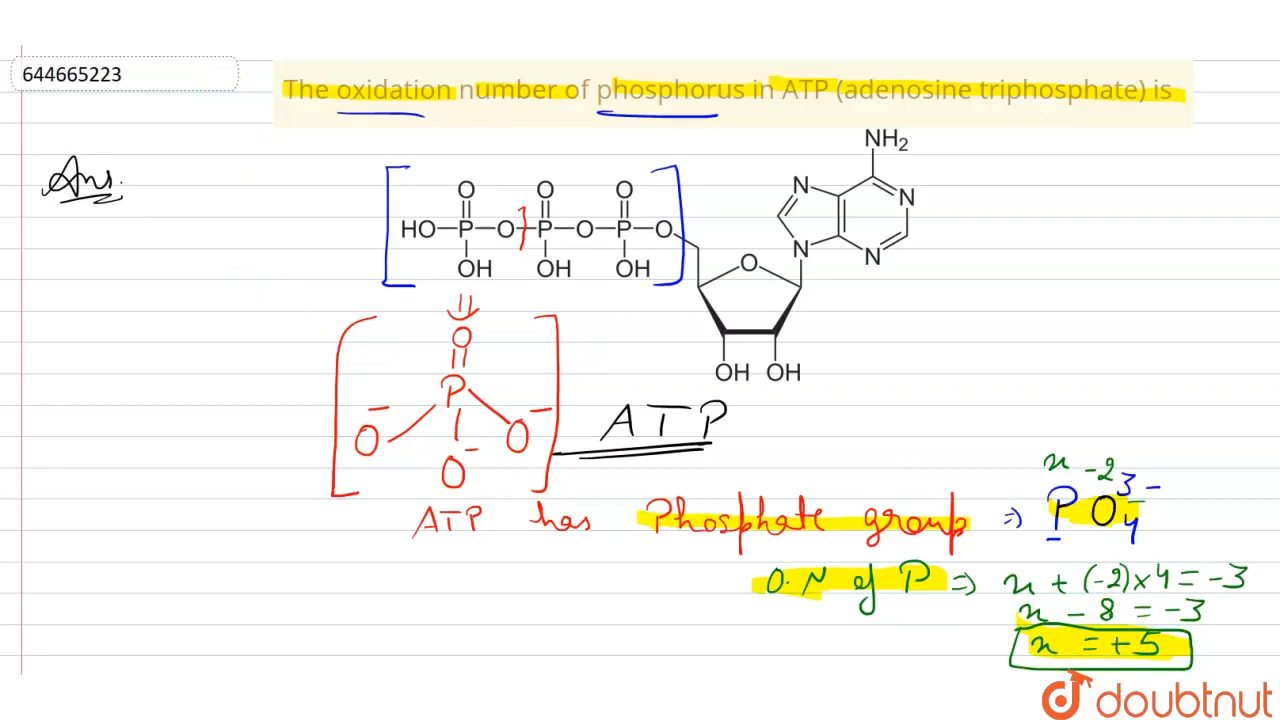 644665223
The oxidation number of phosphorus in ATP (adenosine triphosphate) is
Ans.
NH2
N N
N N
O O O
HO P O P O P O
OH OH OH
O
OH OH
O
P
O⁻ O⁻ O⁻
ATP
ATP has Phosphate group ⇒ PO4 3-
x -2
O.N of P ⇒ x + (-2)×4 = -3
x - 8 = -3
x = +5
doubtnut